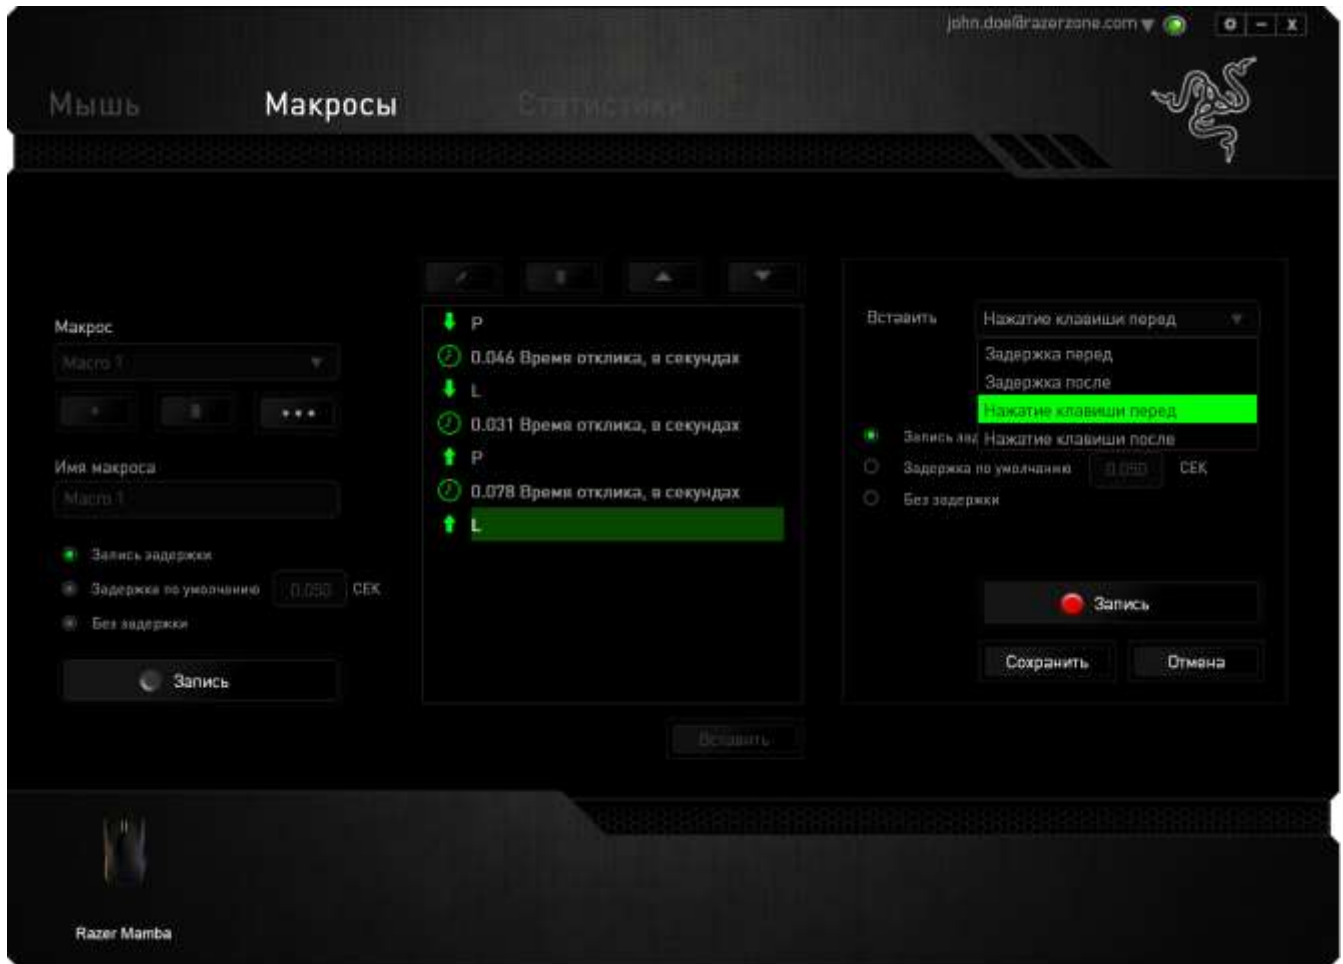 john.doe@razerzone.com
Мышь Макросы Статистики
Макрос
Macro 1
Имя макроса
Macro 1
Запись задержки
Задержка по умолчанию 0.050 СЕК
Без задержки
Запись
P
0.046 Время отклика, в секундах
L
0.031 Время отклика, в секундах
P
0.078 Время отклика, в секундах
L
Вставить
Вставить Нажатие клавиши перед
Задержка перед
Задержка после
Нажатие клавиши перед
Нажатие клавиши после
Запись зад
Задержка по умолчанию 0.050 СЕК
Без задержки
Запись
Сохранить Отмена
Razer Mamba